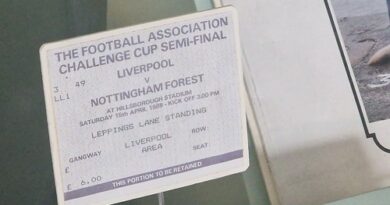 THE FOOTBALL ASSOCIATION
CHALLENGE CUP SEMI-FINAL
3 49
LL1
LIVERPOOL
V
NOTTINGHAM FOREST
AT HILLSBOROUGH STADIUM
SATURDAY 15th APRIL 1989 - KICK OFF 3.00 PM
LEPPINGS LANE STANDING
GANGWAY LIVERPOOL ROW
AREA SEAT
£
£ 6.00
THIS PORTION TO BE RETAINED